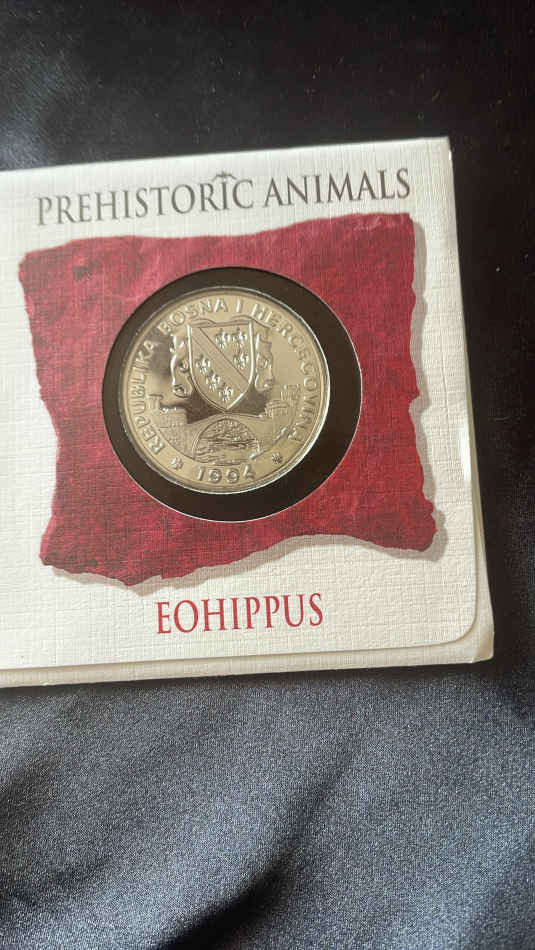 PREHISTORIC ANIMALS
REPUBLIKA BOSNA I HERCEGOVINA
1994
EOHIPPUS